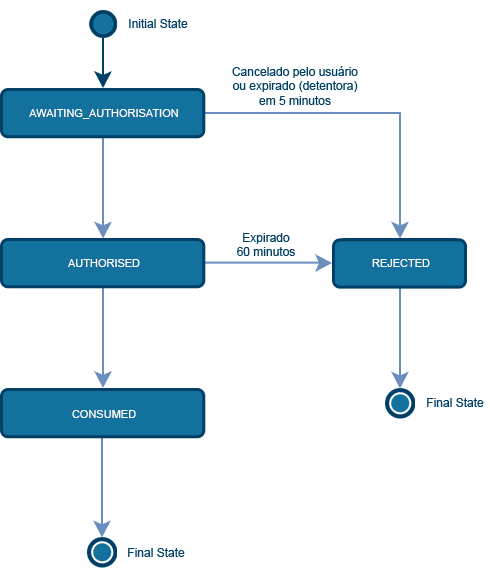 Initial State
Cancelado pelo usuário
ou expirado (detentora)
em 5 minutos
AWAITING_AUTHORISATION
Expirado
60 minutos
AUTHORISED
REJECTED
CONSUMED
Final State
Final State